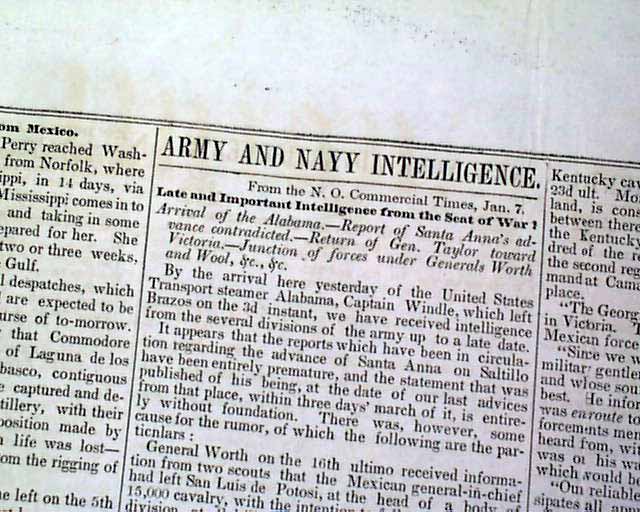 om Mexico.
Perry reached Wash-
from Norfolk, where
ippi, in 14 days, via
Mississippi comes in to
and taking in some
epared for her. She
two or three weeks,
Gulf.
l despatches, which
l are expected to be
urse of to-morrow.
that Commodore
of Laguna de los
basco, contiguous
e captured and de-
tillery, with their
position made by
n life was lost—
om the rigging of
he left on the 5th
ARMY AND NAVY INTELLIGENCE.
From the N. O. Commercial Times, Jan. 7.
Late and Important Intelligence from the Seat of War!
Arrival of the Alabama.—Report of Santa Anna's ad-
vance contradicted.—Return of Gen. Taylor toward
Victoria.—Junction of forces under Generals Worth
and Wool, &c., &c.
By the arrival here yesterday of the United States
Transport steamer Alabama, Captain Windle, which left
Brazos on the 3d instant, we have received intelligence
from the several divisions of the army up to a late date.
It appears that the reports which have been in circula-
tion regarding the advance of Santa Anna on Saltillo
have been entirely premature, and the statement that was
published of his being, at the date of our last advices
from that place, within three days' march of it, is entire-
ly without foundation. There was, however, some
cause for the rumor, of which the following are the par-
ticnlars:
General Worth on the 16th ultimo received informa-
tion from two scouts that the Mexican general-in-chief
had left San Luis de Potosi, at the head of a body of
15,000 cavalry, with the intention of
Kentucky cav
23d ult. Mo
land, is com
between there
the Kentucky
dred of the re
the second reg
mand at Cam
place.
"The Georg
in Victoria.
Mexican force
"Since we w
military gentle
and whose sou
best. He infor
was enroute to
forcements men
heard from, wit
was of his w
which would b
"Our reliable
sipates all appr